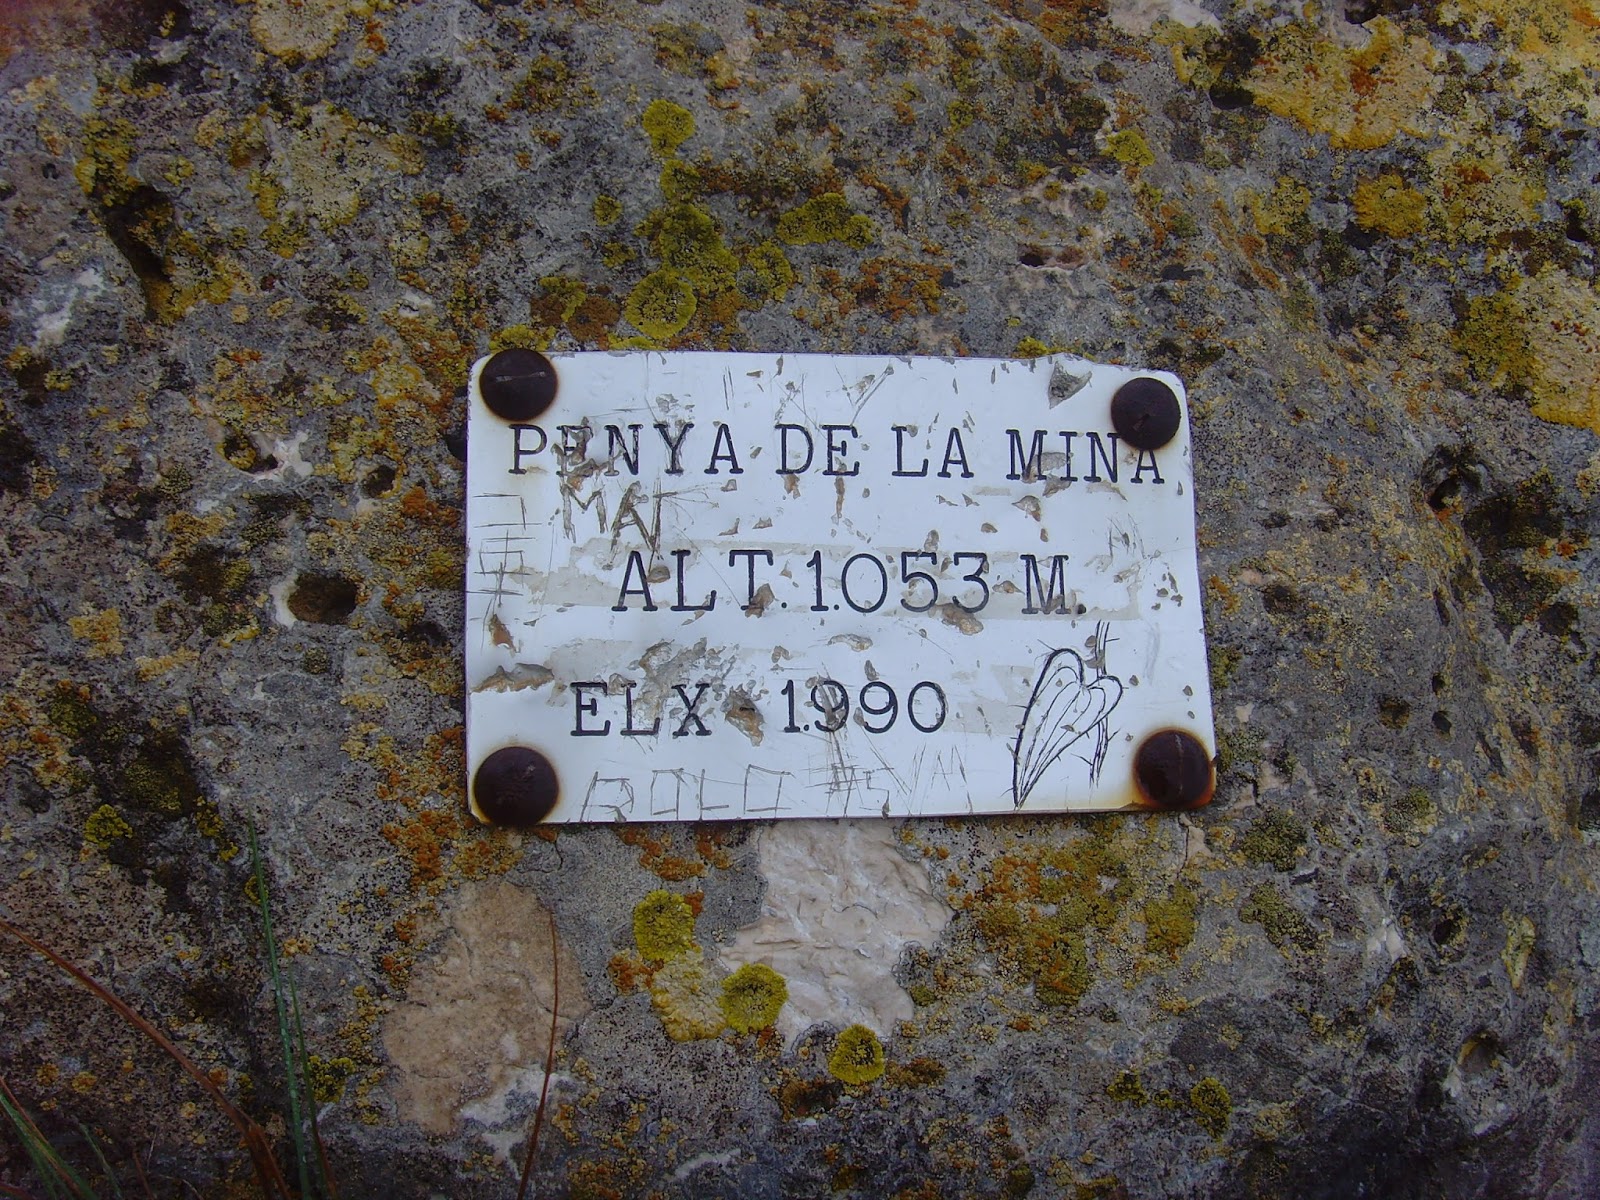 PENYA DE LA MINA
ALT. 1.053 M.
ELX - 1.990